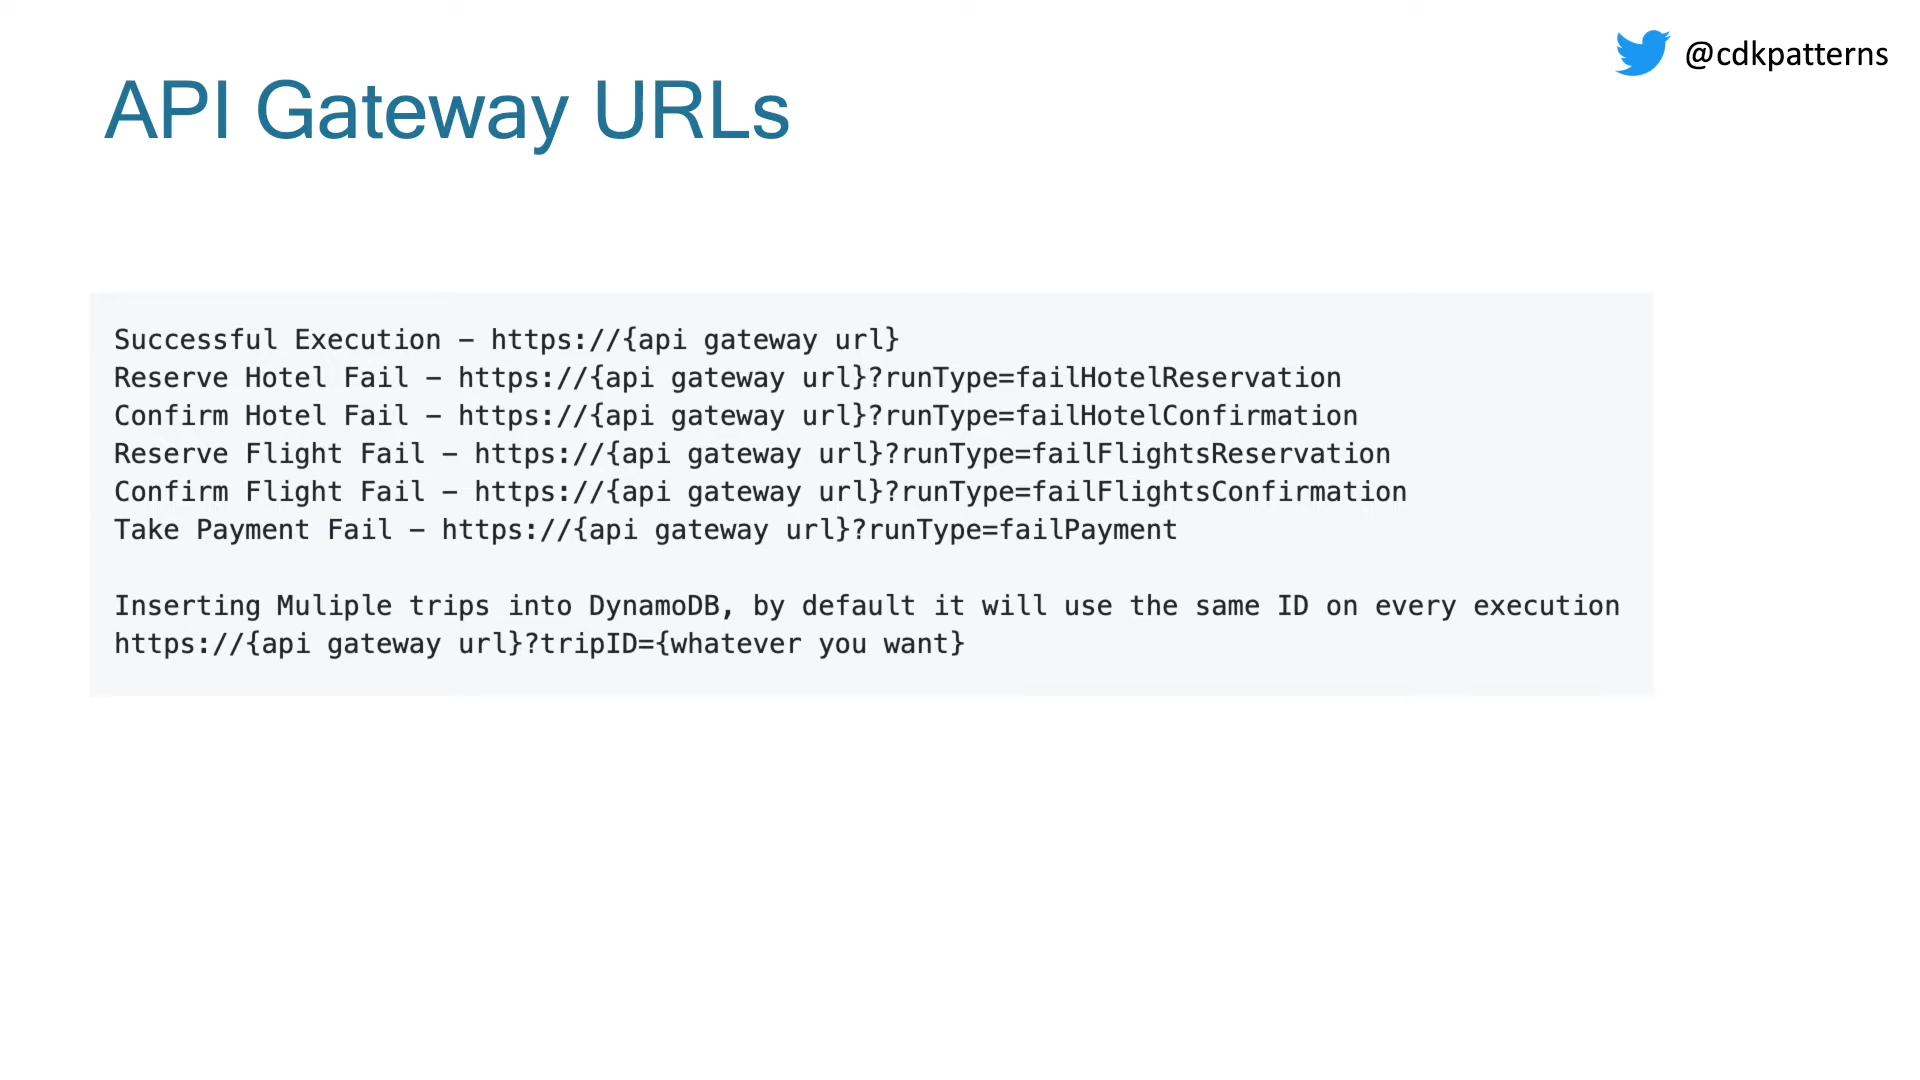 @cdkpatterns
API Gateway URLs
Successful Execution – https://{api gateway url}
Reserve Hotel Fail – https://{api gateway url}?runType=failHotelReservation
Confirm Hotel Fail – https://{api gateway url}?runType=failHotelConfirmation
Reserve Flight Fail – https://{api gateway url}?runType=failFlightsReservation
Confirm Flight Fail – https://{api gateway url}?runType=failFlightsConfirmation
Take Payment Fail – https://{api gateway url}?runType=failPayment
Inserting Muliple trips into DynamoDB, by default it will use the same ID on every execution
https://{api gateway url}?tripID={whatever you want}